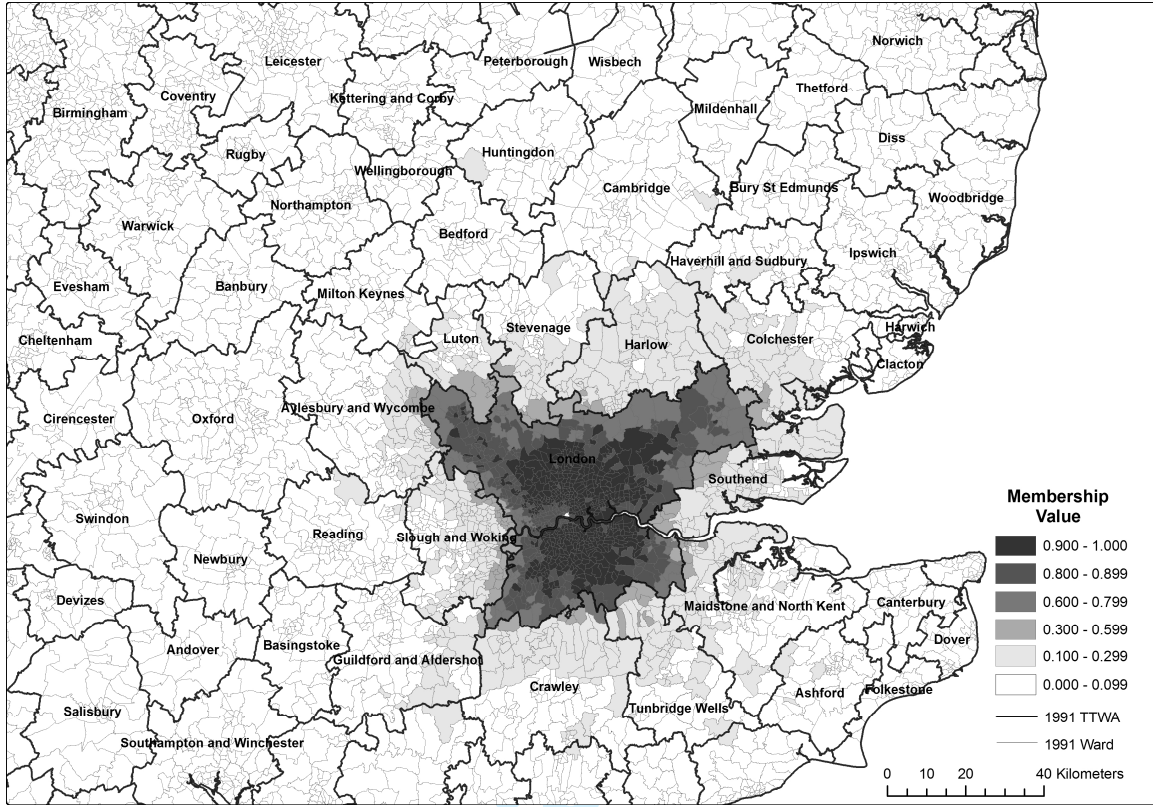 Norwich
Leicester
Peterborough
Wisbech
Thetford
Coventry
Kettering and Corby
Mildenhall
Birmingham
Diss
Rugby
Huntingdon
Wellingborough
Cambridge
Bury St Edmunds
Northampton
Woodbridge
Warwick
Bedford
Ipswich
Haverhill and Sudbury
Evesham
Banbury
Milton Keynes
Stevenage
Harwich
Cheltenham
Luton
Harlow
Colchester
Clacton
Aylesbury and Wycombe
Cirencester
Oxford
London
Southend
Swindon
Reading
Slough and Woking
Newbury
Devizes
Maidstone and North Kent
Canterbury
Andover
Basingstoke
Dover
Guildford and Aldershot
Crawley
Ashford
Folkestone
Salisbury
Tunbridge Wells
Southampton and Winchester
Membership
Value
0.900 - 1.000
0.800 - 0.899
0.600 - 0.799
0.300 - 0.599
0.100 - 0.299
0.000 - 0.099
1991 TTWA
1991 Ward
0 10 20 40 Kilometers